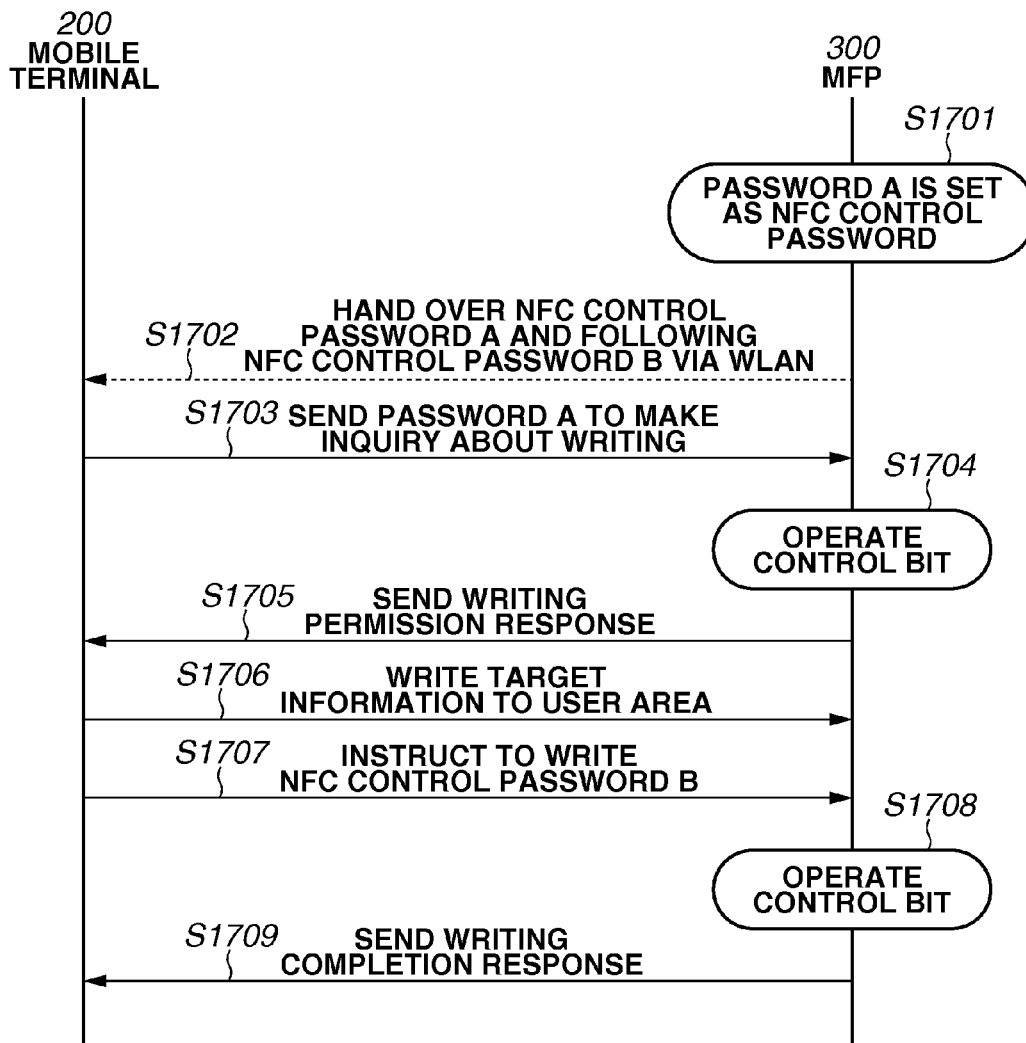 200
MOBILE
TERMINAL
300
MFP
S1701
PASSWORD A IS SET
AS NFC CONTROL
PASSWORD
S1702
HAND OVER NFC CONTROL
PASSWORD A AND FOLLOWING
NFC CONTROL PASSWORD B VIA WLAN
S1703
SEND PASSWORD A TO MAKE
INQUIRY ABOUT WRITING
S1704
OPERATE
CONTROL BIT
S1705
SEND WRITING
PERMISSION RESPONSE
S1706
WRITE TARGET
INFORMATION TO USER AREA
S1707
INSTRUCT TO WRITE
NFC CONTROL PASSWORD B
S1708
OPERATE
CONTROL BIT
S1709
SEND WRITING
COMPLETION RESPONSE